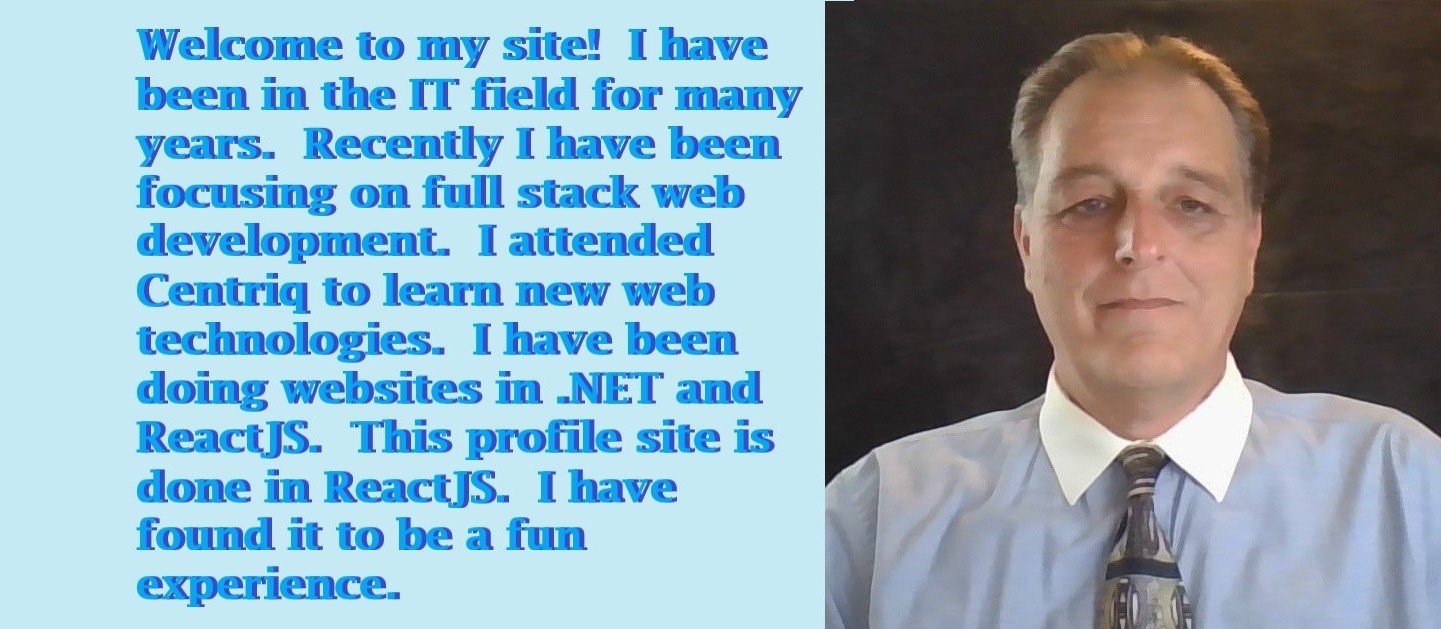 Welcome to my site!  I have
been in the IT field for many
years.  Recently I have been
focusing on full stack web
development.  I attended
Centriq to learn new web
technologies.  I have been
doing websites in .NET and
ReactJS.  This profile site is
done in ReactJS.  I have
found it to be a fun
experience.